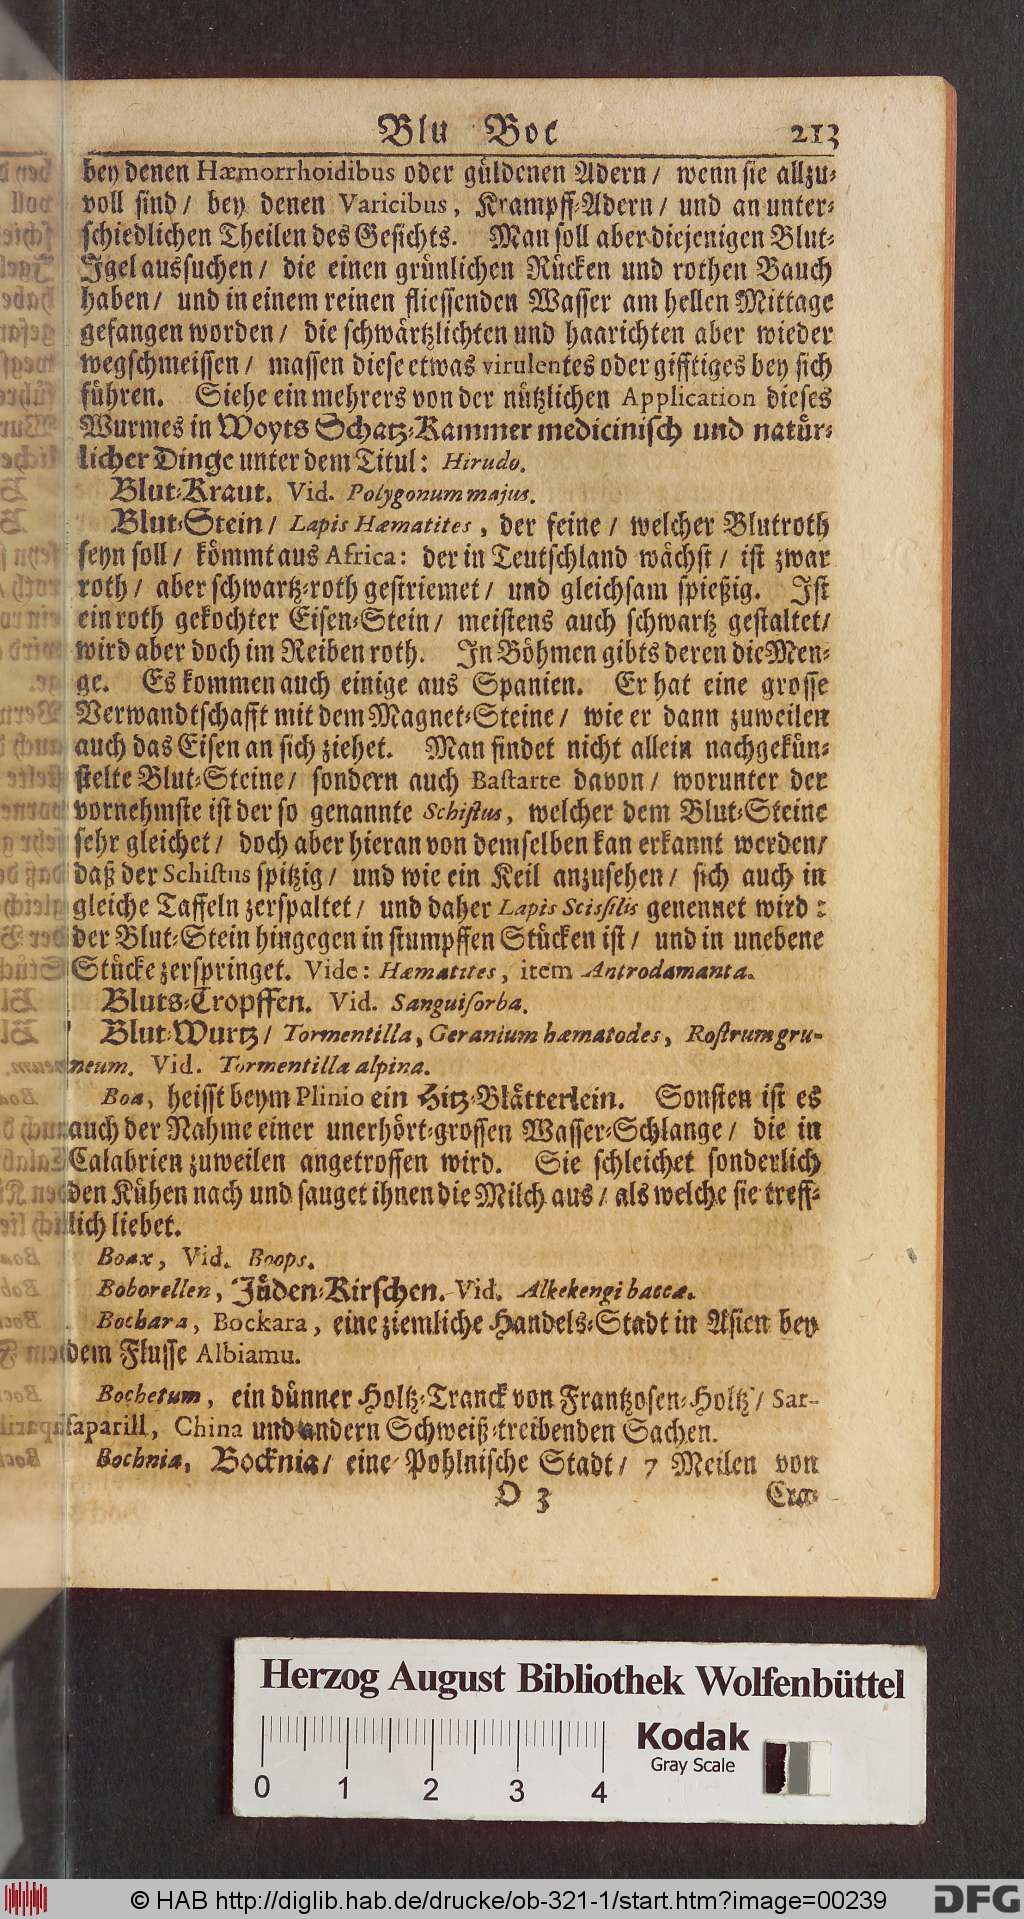 Blu Boc 213
bey denen Hæmorrhoidibus oder güldenen Adern / wenn sie allzu-
voll sind / bey denen Varicibus, Krampff-Adern / und an unter-
schiedlichen Theilen des Gesichts. Man soll aber diejenigen Blut-
Igel aussuchen / die einen grünlichen Rücken und rothen Bauch
haben / und in einem reinen fliessenden Wasser am hellen Mittage
gefangen worden / die schwärtzlichten und haarichten aber wieder
wegschmeissen / massen diese etwas virulentes oder gifftiges bey sich
führen. Siehe ein mehrers von der nützlichen Application dieses
Wurmes in Woyts Schatz-Kammer medicinisch und natür-
licher Dinge unter dem Titul: Hirudo.
Blut-Kraut. Vid. Polygonum majus.
Blut-Stein / Lapis Hæmatites, der feine / welcher Blutroth
seyn soll / kömmt aus Africa: der in Teutschland wächst / ist zwar
roth / aber schwartz-roth gestriemet / und gleichsam spießig. Ist
ein roth gekochter Eisen-Stein / meistens auch schwartz gestaltet /
wird aber doch im Reiben roth. In Böhmen gibts deren die Men-
ge. Es kommen auch einige aus Spanien. Er hat eine grosse
Verwandtschafft mit dem Magnet-Steine / wie er dann zuweilen
auch das Eisen an sich ziehet. Man findet nicht allein nachgekün-
stelte Blut-Steine / sondern auch Bastarte davon / worunter der
vornehmste ist der so genannte Schistus, welcher dem Blut-Steine
sehr gleichet / doch aber hieran von demselben kan erkannt werden /
daß der Schistus spitzig / und wie ein Keil anzusehen / sich auch in
gleiche Taffeln zerspaltet / und daher Lapis Scissilis genennet wird:
der Blut-Stein hingegen in stumpffen Stücken ist / und in unebene
Stücke zerspringet. Vide: Hæmatites, item Antrodamanta.
Bluts-Tropffen. Vid. Sanguisorba.
Blut-Wurtz / Tormentilla, Geranium hæmatodes, Rostrum gru-
neum. Vid. Tormentilla alpina.
Boa, heisst beym Plinio ein Hitz-Blätterlein. Sonsten ist es
auch der Nahme einer unerhört-grossen Wasser-Schlange / die in
Calabrien zuweilen angetroffen wird. Sie schleichet sonderlich
den Kühen nach und sauget ihnen die Milch aus / als welche sie treff-
lich liebet.
Boax, Vid. Boops.
Boborellen, Jüden-Kirschen. Vid. Alkekengi baccæ.
Bochara, Bockara, eine ziemliche Handels-Stadt in Asien bey
dem Flusse Albiamu.
Bochetum, ein dünner Holtz-Tranck von Frantzosen-Holtz / Sar-
saparill, China und andern Schweiß-treibenden Sachen.
Bochnia, Bocknia / eine Pohlnische Stadt / 7 Meilen von
O 3 Cra-
Herzog August Bibliothek Wolfenbüttel
Kodak
Gray Scale
0 1 2 3 4
© HAB http://diglib.hab.de/drucke/ob-321-1/start.htm?image=00239
DFG